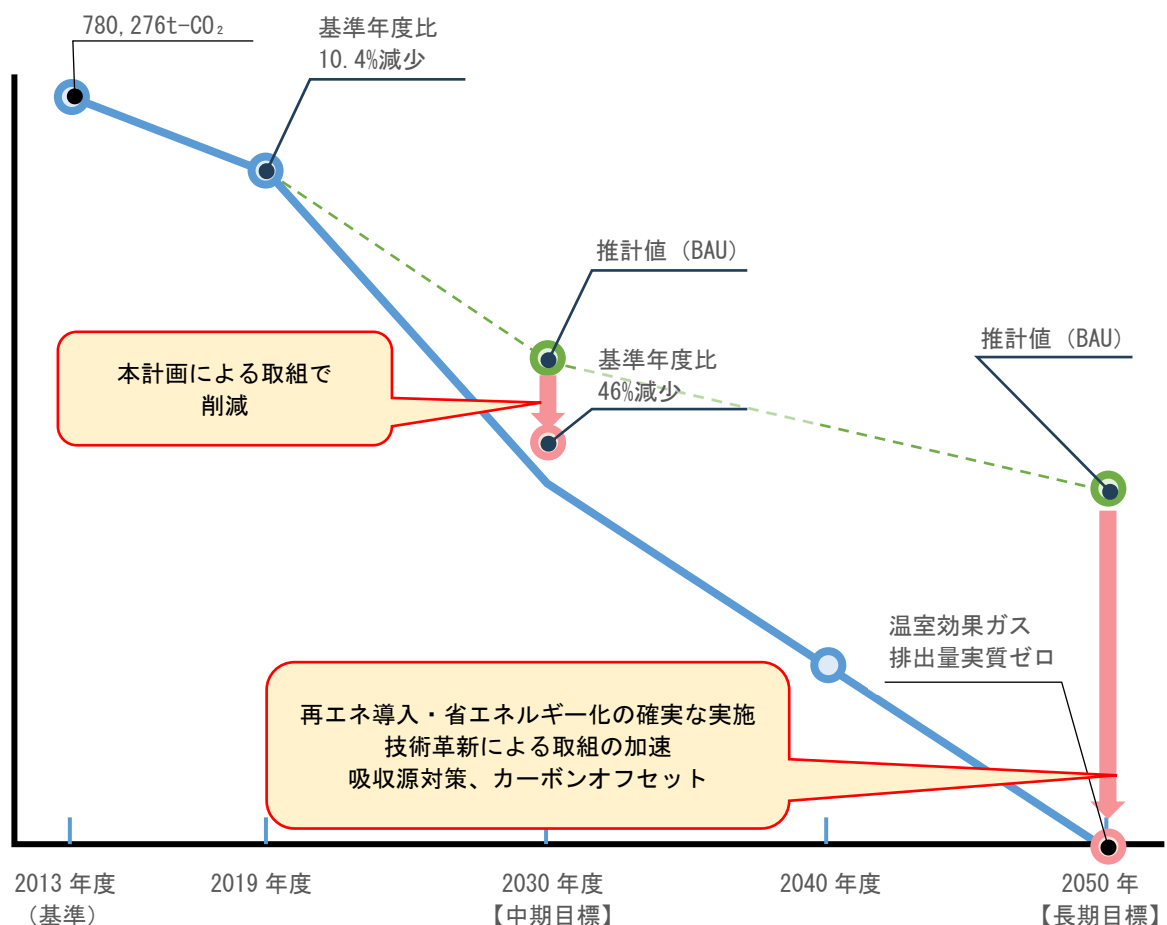 780,276t-CO₂
基準年度比
10.4%減少
推計値（BAU）
推計値（BAU）
本計画による取組で
削減
基準年度比
46%減少
温室効果ガス
排出量実質ゼロ
再エネ導入・省エネルギー化の確実な実施
技術革新による取組の加速
吸収源対策、カーボンオフセット
2013 年度
（基準）
2019 年度
2030 年度
【中期目標】
2040 年度
2050 年
【長期目標】